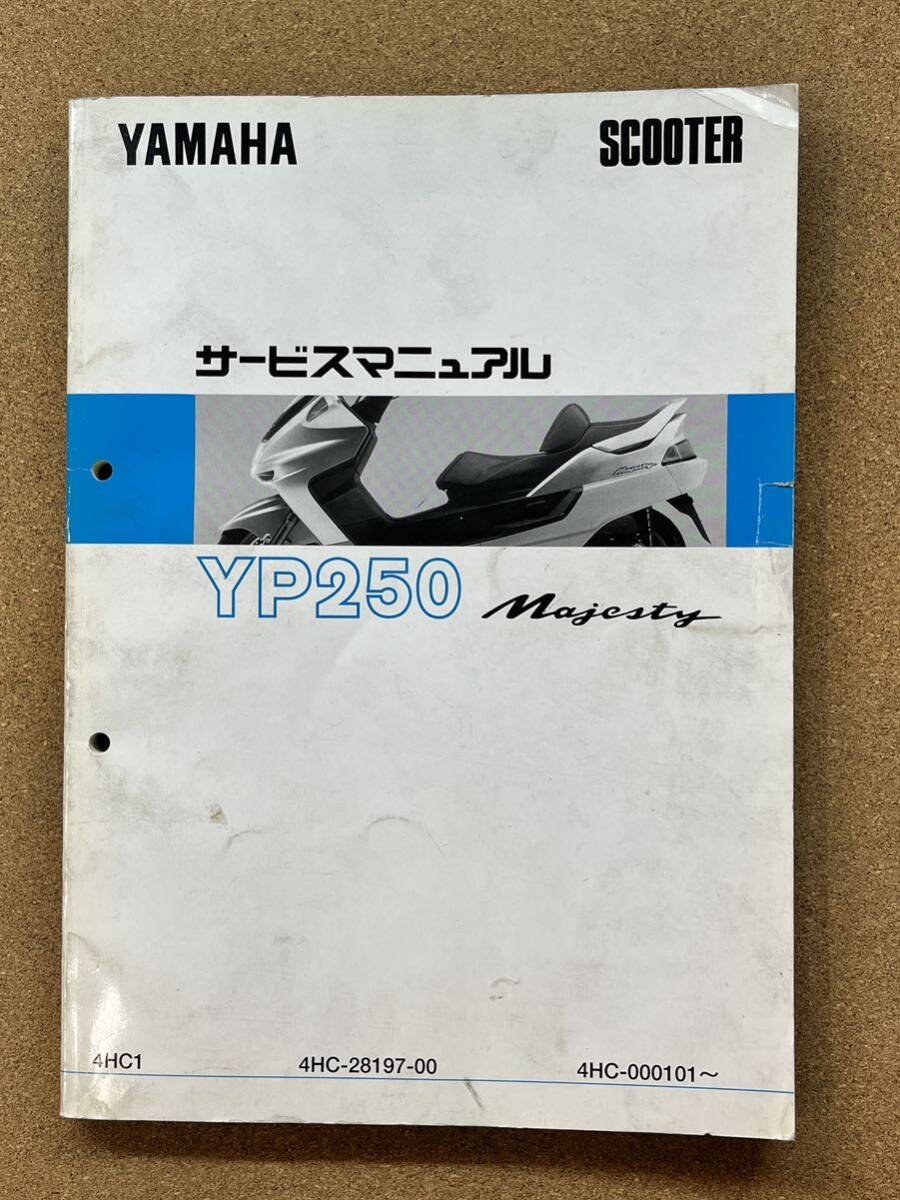 YAMAHA SCOOTER
サービスマニュアル
Majesty
YP250 Majesty
4HC1 4HC-28197-00 4HC-000101～